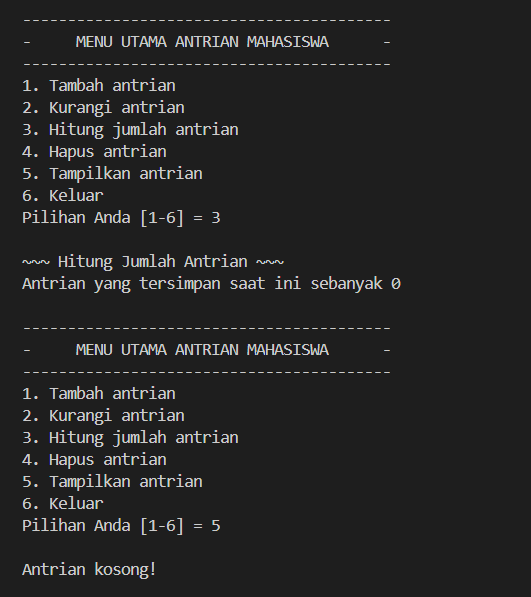 -----------------------------------------
-     MENU UTAMA ANTRIAN MAHASISWA      -
-----------------------------------------
1. Tambah antrian
2. Kurangi antrian
3. Hitung jumlah antrian
4. Hapus antrian
5. Tampilkan antrian
6. Keluar
Pilihan Anda [1-6] = 3

~~~ Hitung Jumlah Antrian ~~~
Antrian yang tersimpan saat ini sebanyak 0

-----------------------------------------
-     MENU UTAMA ANTRIAN MAHASISWA      -
-----------------------------------------
1. Tambah antrian
2. Kurangi antrian
3. Hitung jumlah antrian
4. Hapus antrian
5. Tampilkan antrian
6. Keluar
Pilihan Anda [1-6] = 5

Antrian kosong!